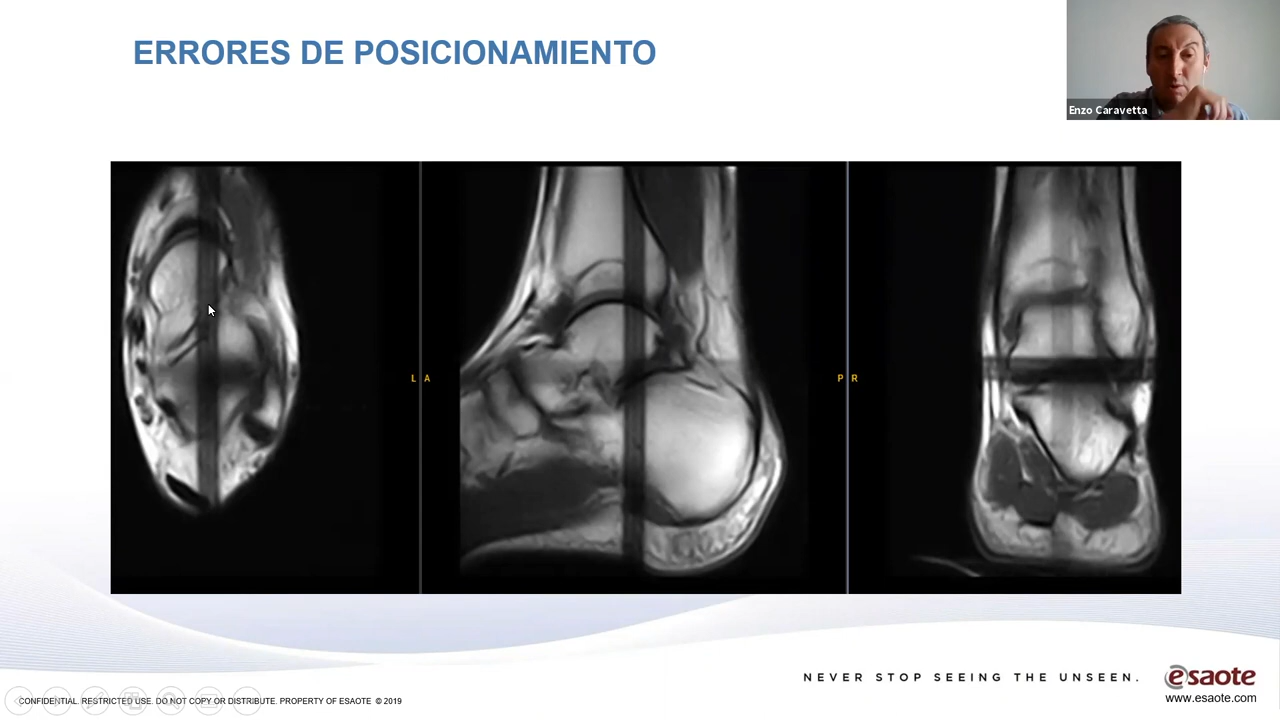 ERRORES DE POSICIONAMIENTO
Enzo Caravetta
L A
P R
NEVER STOP SEEING THE UNSEEN.
esaote
www.esaote.com
CONFIDENTIAL. RESTRICTED USE. DO NOT COPY OR DISTRIBUTE. PROPERTY OF ESAOTE © 2019